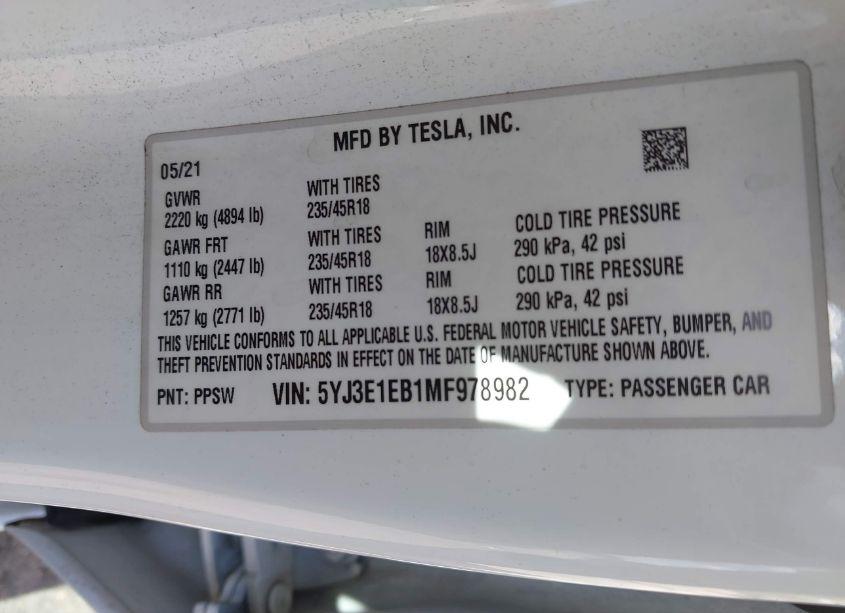 MFD BY TESLA, INC.
05/21
GVWR WITH TIRES
2220 kg (4894 lb) 235/45R18
GAWR FRT WITH TIRES RIM COLD TIRE PRESSURE
1110 kg (2447 lb) 235/45R18 18X8.5J 290 kPa, 42 psi
GAWR RR WITH TIRES RIM COLD TIRE PRESSURE
1257 kg (2771 lb) 235/45R18 18X8.5J 290 kPa, 42 psi
THIS VEHICLE CONFORMS TO ALL APPLICABLE U.S. FEDERAL MOTOR VEHICLE SAFETY, BUMPER, AND
THEFT PREVENTION STANDARDS IN EFFECT ON THE DATE OF MANUFACTURE SHOWN ABOVE.
PNT: PPSW VIN: 5YJ3E1EB1MF978982 TYPE: PASSENGER CAR